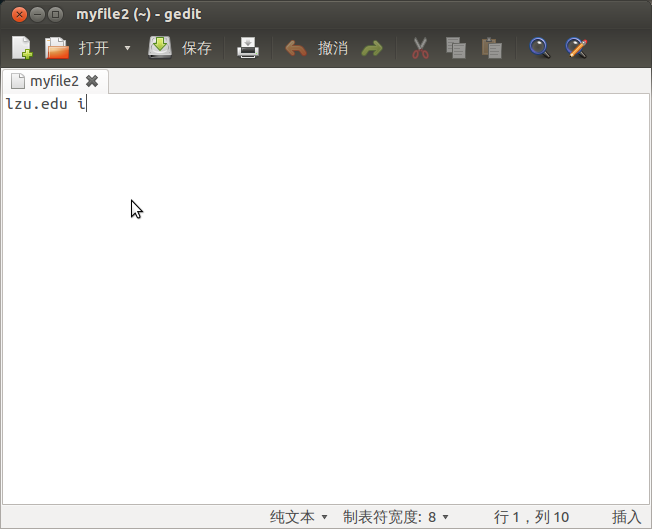 myfile2 (~) - gedit
打开 保存 撤消
myfile2
lzu.edu i
纯文本 制表符宽度: 8 行 1，列 10 插入